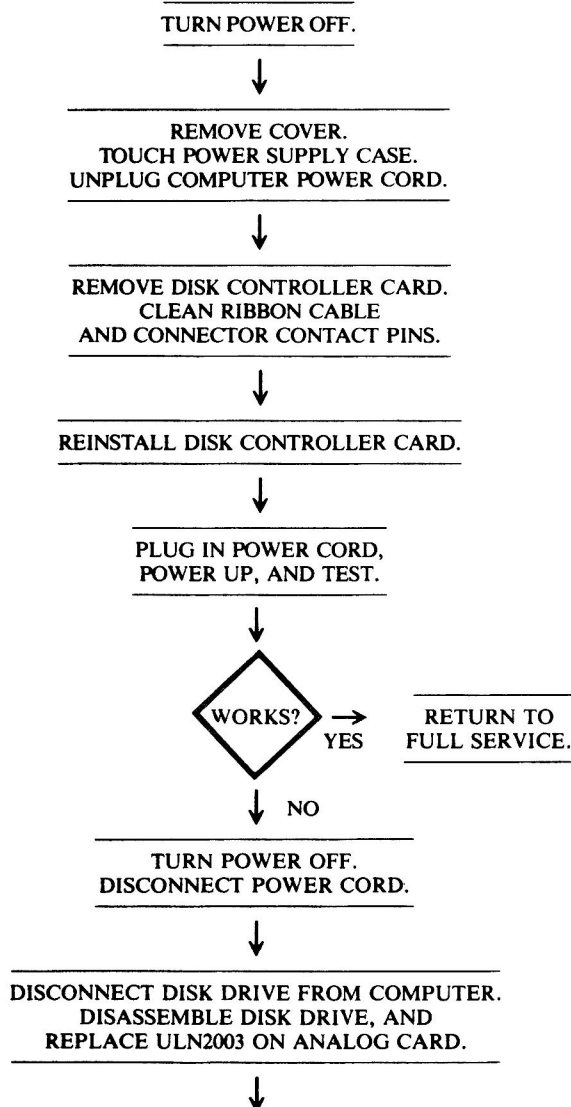 TURN POWER OFF.
REMOVE COVER.
TOUCH POWER SUPPLY CASE.
UNPLUG COMPUTER POWER CORD.
REMOVE DISK CONTROLLER CARD.
CLEAN RIBBON CABLE
AND CONNECTOR CONTACT PINS.
REINSTALL DISK CONTROLLER CARD.
PLUG IN POWER CORD,
POWER UP, AND TEST.
WORKS?
YES
RETURN TO
FULL SERVICE.
NO
TURN POWER OFF.
DISCONNECT POWER CORD.
DISCONNECT DISK DRIVE FROM COMPUTER.
DISASSEMBLE DISK DRIVE, AND
REPLACE ULN2003 ON ANALOG CARD.